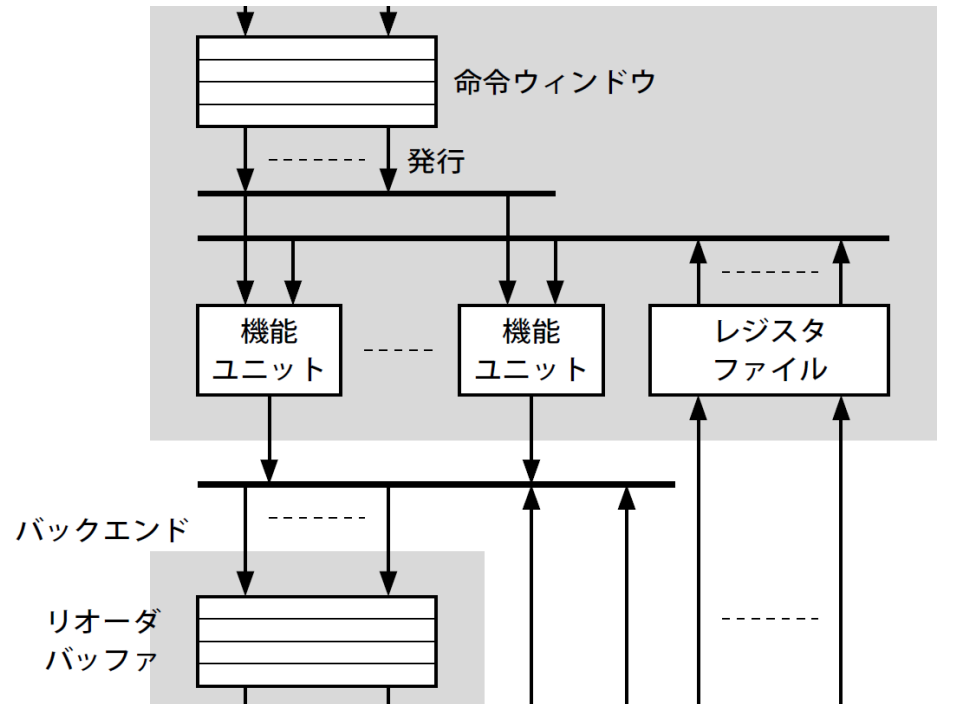 命令ウィンドウ
発行
機能
ユニット
機能
ユニット
レジスタ
ファイル
バックエンド
リオーダ
バッファ